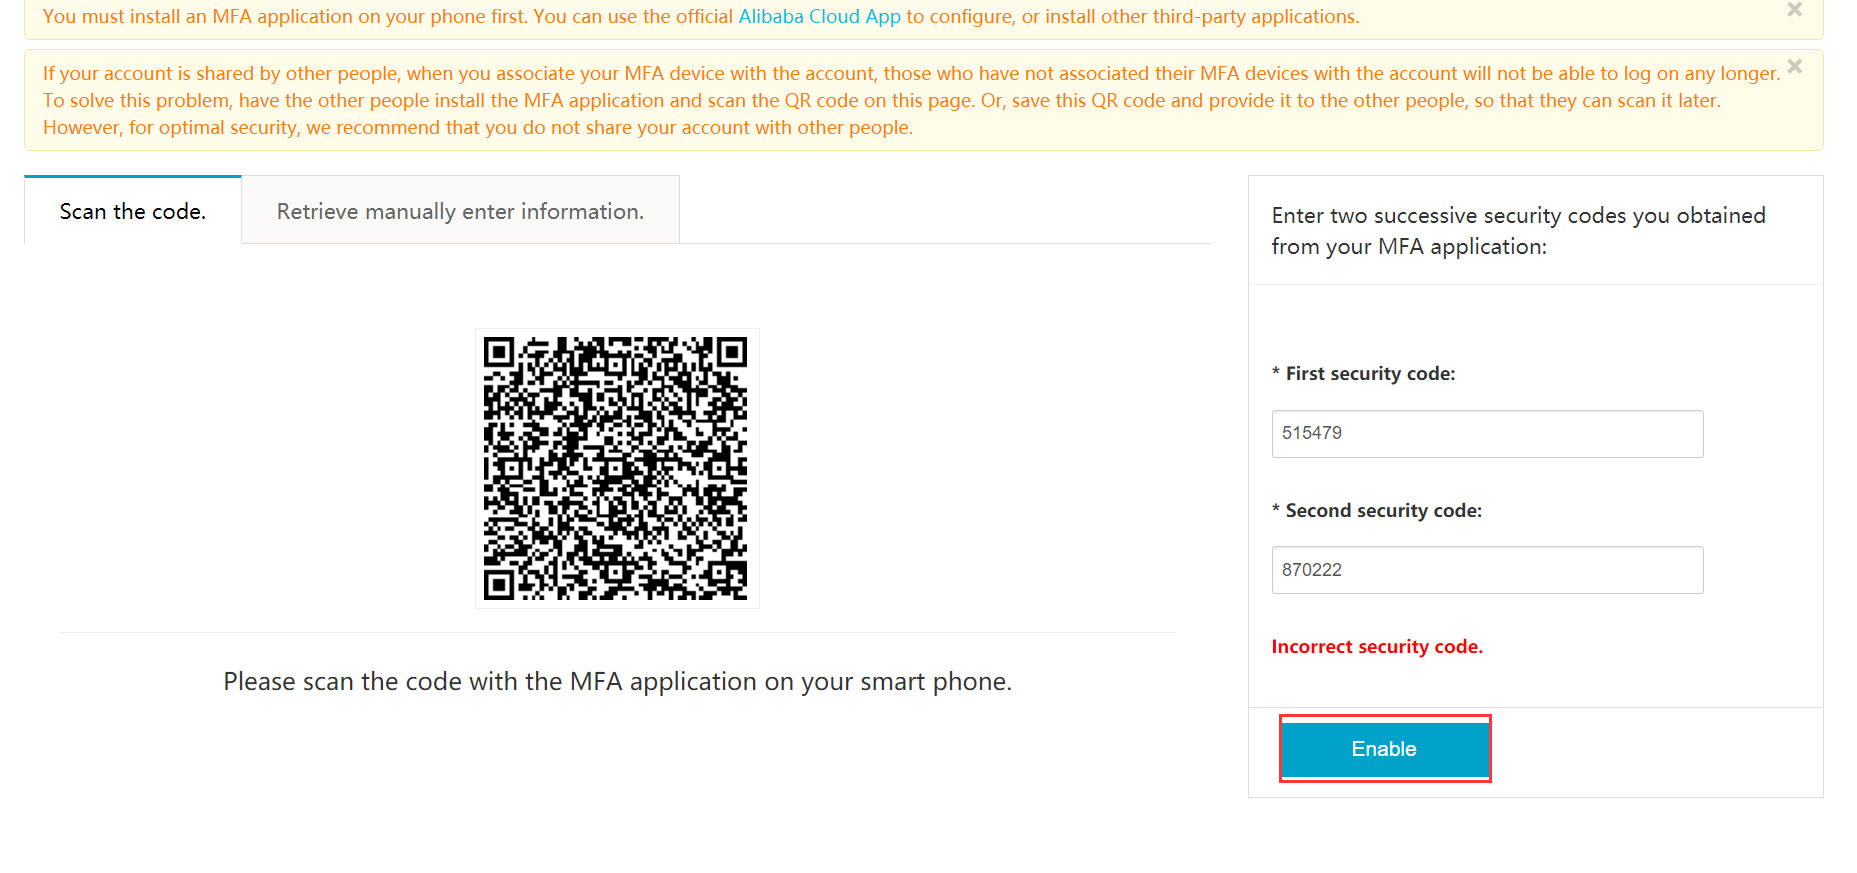 You must install an MFA application on your phone first. You can use the official Alibaba Cloud App to configure, or install other third-party applications.
If your account is shared by other people, when you associate your MFA device with the account, those who have not associated their MFA devices with the account will not be able to log on any longer.
To solve this problem, have the other people install the MFA application and scan the QR code on this page. Or, save this QR code and provide it to the other people, so that they can scan it later.
However, for optimal security, we recommend that you do not share your account with other people.
Scan the code.
Retrieve manually enter information.
Please scan the code with the MFA application on your smart phone.
Enter two successive security codes you obtained
from your MFA application:
* First security code:
515479
* Second security code:
870222
Incorrect security code.
Enable